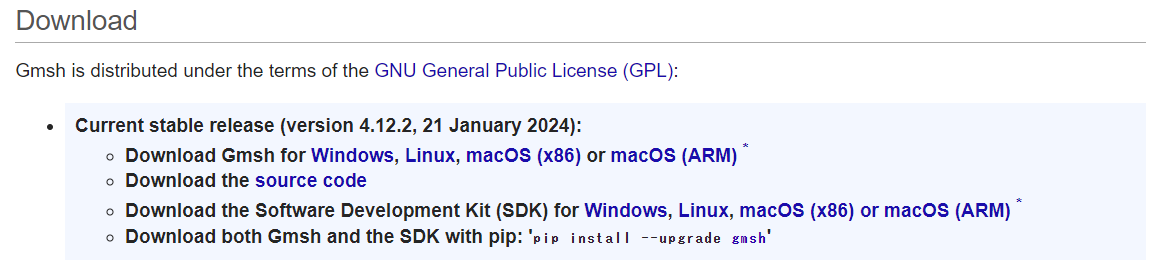 Download
Gmsh is distributed under the terms of the GNU General Public License (GPL):
Current stable release (version 4.12.2, 21 January 2024):
Download Gmsh for Windows, Linux, macOS (x86) or macOS (ARM) *
Download the source code
Download the Software Development Kit (SDK) for Windows, Linux, macOS (x86) or macOS (ARM) *
Download both Gmsh and the SDK with pip: 'pip install --upgrade gmsh'